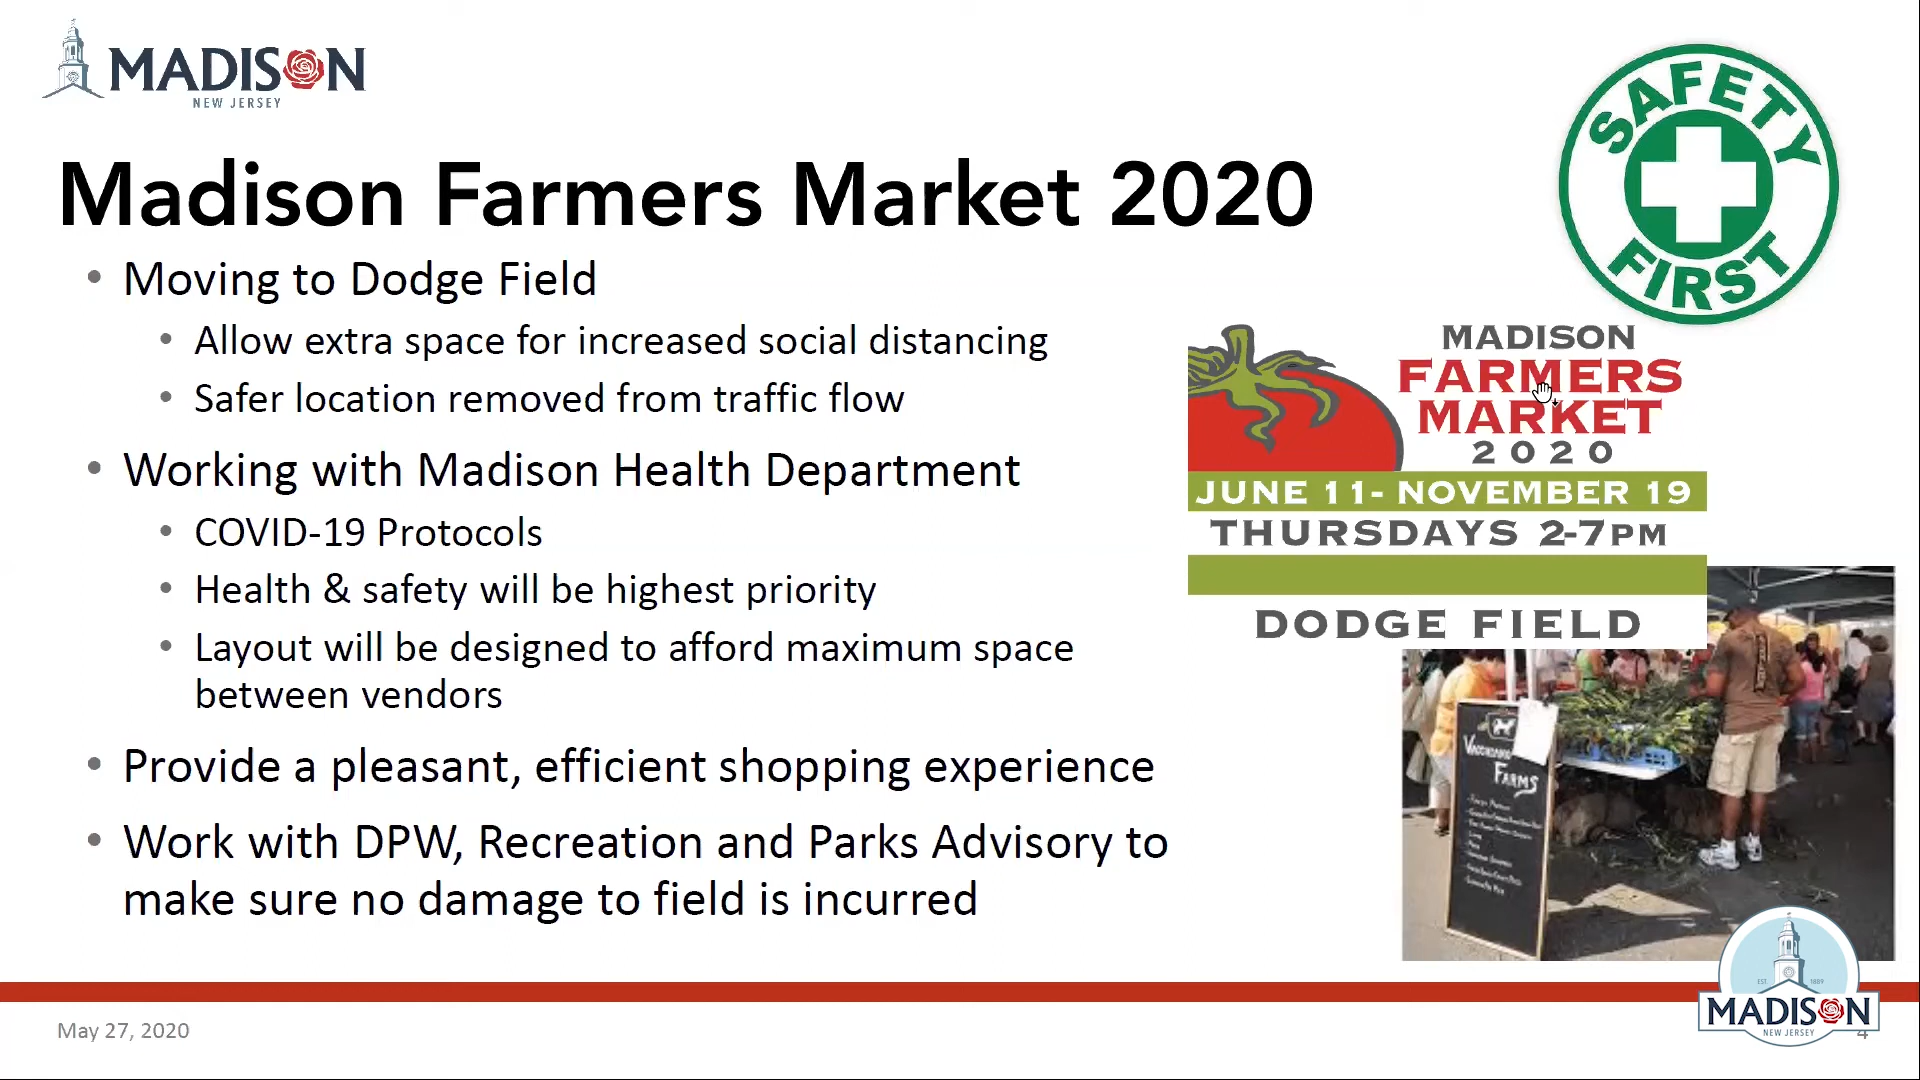 MADISON
NEW JERSEY
SAFETY
FIRST
Madison Farmers Market 2020
• Moving to Dodge Field
• Allow extra space for increased social distancing
• Safer location removed from traffic flow
• Working with Madison Health Department
• COVID-19 Protocols
• Health & safety will be highest priority
• Layout will be designed to afford maximum space
between vendors
• Provide a pleasant, efficient shopping experience
• Work with DPW, Recreation and Parks Advisory to
make sure no damage to field is incurred
MADISON
FARMERS
MARKET
2020
JUNE 11- NOVEMBER 19
THURSDAYS 2-7PM
DODGE FIELD
FARMS
EST. 1889
MADISON
NEW JERSEY
May 27, 2020
4